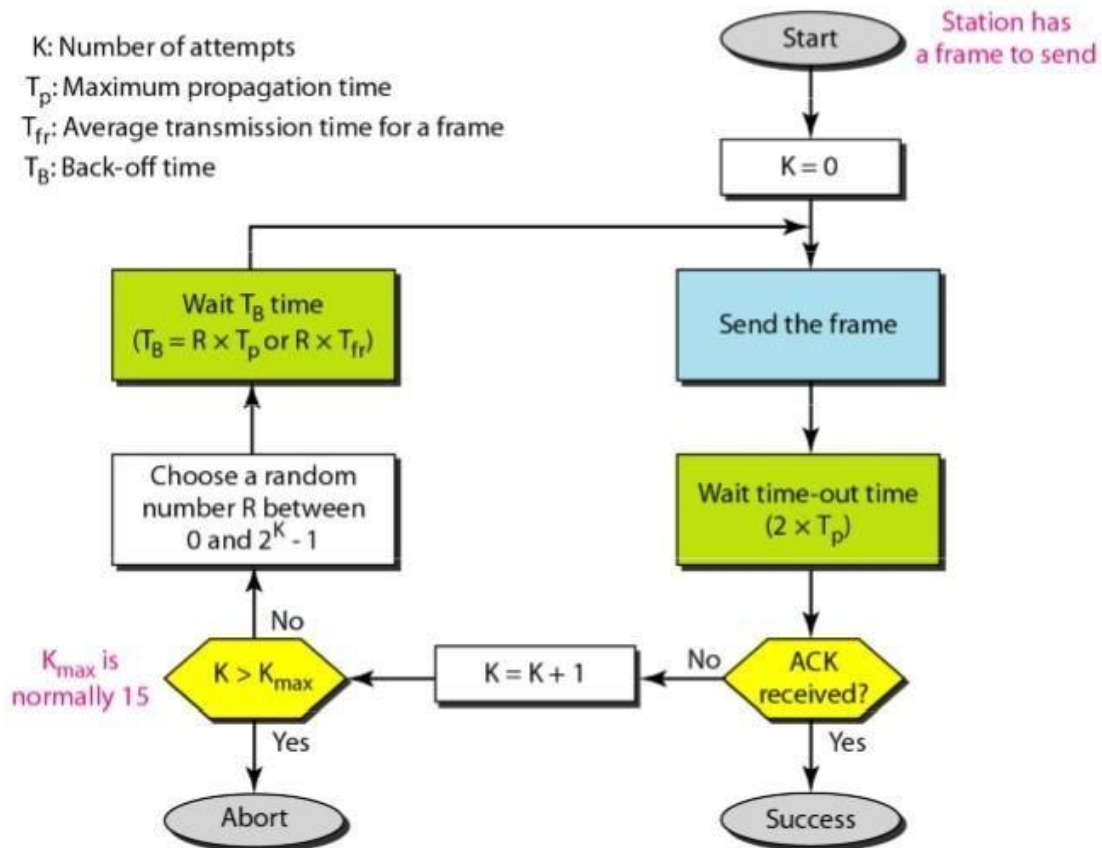 K: Number of attempts
Tp: Maximum propagation time
Tfr: Average transmission time for a frame
TB: Back-off time
Start
Station has
a frame to send
K = 0
Wait TB time
(TB = R × Tp or R × Tfr)
Send the frame
Choose a random
number R between
0 and 2^K - 1
Wait time-out time
(2 × Tp)
No
Kmax is
normally 15
K > Kmax
K = K + 1
No
ACK
received?
Yes
Yes
Abort
Success